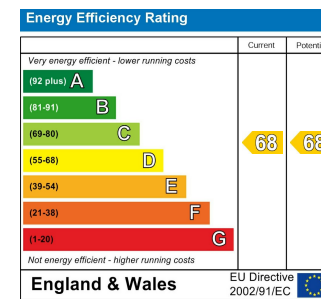 Energy Efficiency Rating
Current Potenti
Very energy efficient - lower running costs
(92 plus) A
(81-91) B
(69-80) C
68 68
(55-68) D
(39-54) E
(21-38) F
(1-20) G
Not energy efficient - higher running costs
England & Wales
EU Directive
2002/91/EC